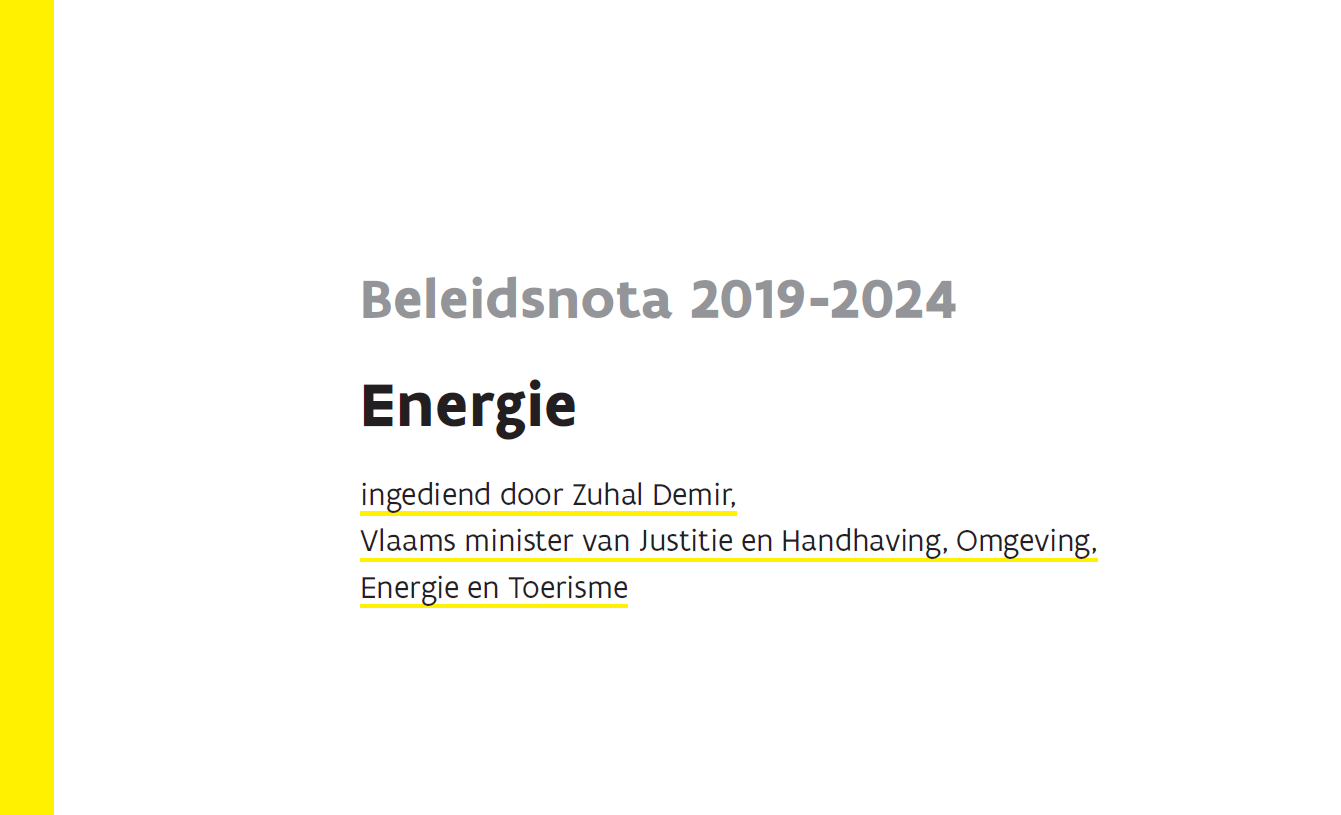 Beleidsnota 2019-2024
Energie
ingediend door Zuhal Demir,
Vlaams minister van Justitie en Handhaving, Omgeving,
Energie en Toerisme